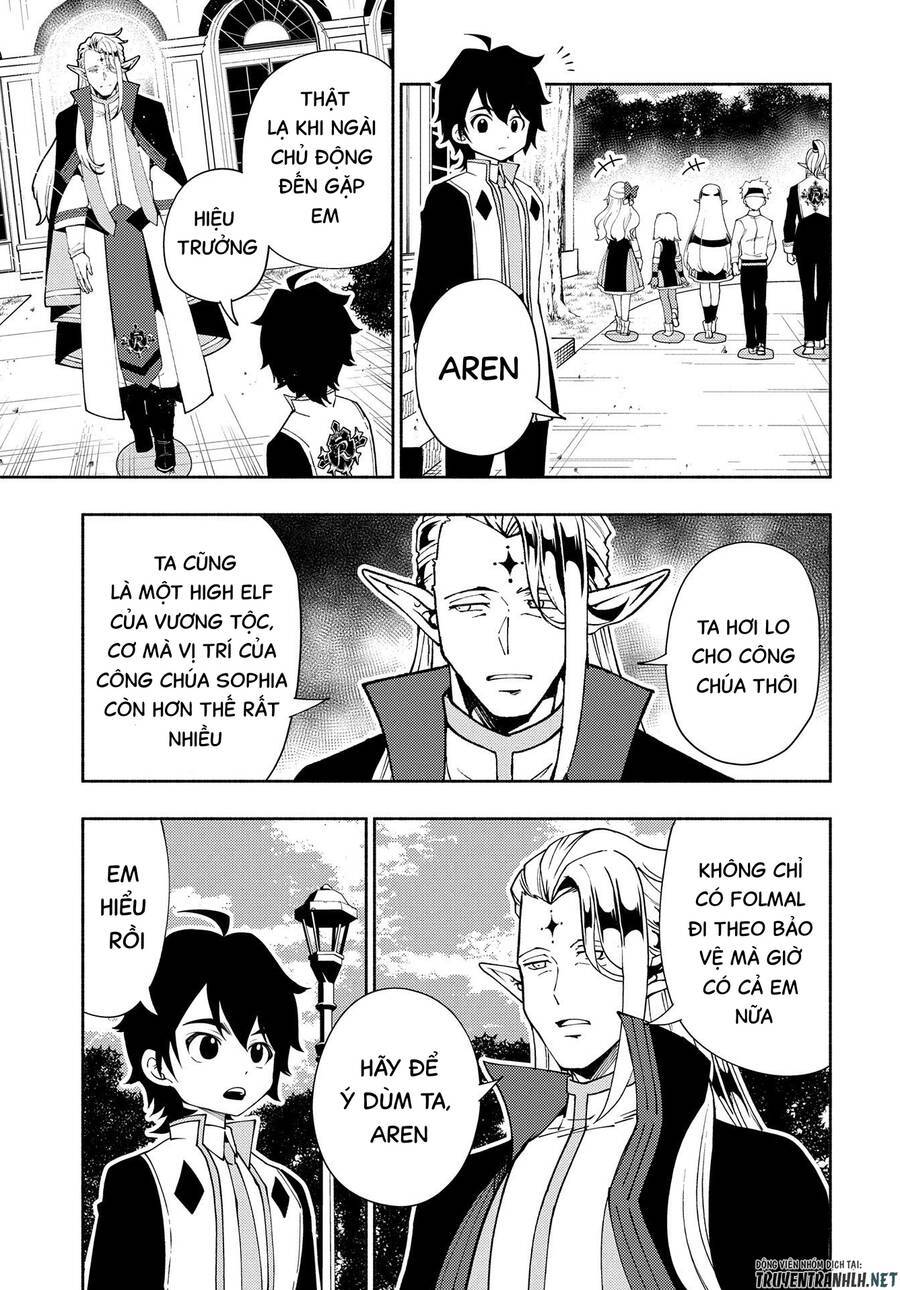 AREN
THẬT
LẠ KHI NGÀI
CHỦ ĐỘNG
ĐẾN GẶP
EM
HIỆU
TRƯỞNG
TA HƠI LO
CHO CÔNG
CHÚA THÔI
TA CŨNG
LÀ MỘT HIGH ELF
CỦA VƯƠNG TỘC,
CƠ MÀ VỊ TRÍ CỦA
CÔNG CHÚA SOPHIA
CÒN HƠN THẾ RẤT
NHIỀU
KHÔNG CHỈ
CÓ FOLMAL
ĐI THEO BẢO
VỆ MÀ GIỜ
CÓ CẢ EM
NỮA
HÃY ĐỂ
Ý DÙM TA,
AREN
EM
HIỂU
RỒI
ĐỘNG VIÊN NHÓM DỊCH TẠI:
TRUYENTRANHLH.NET